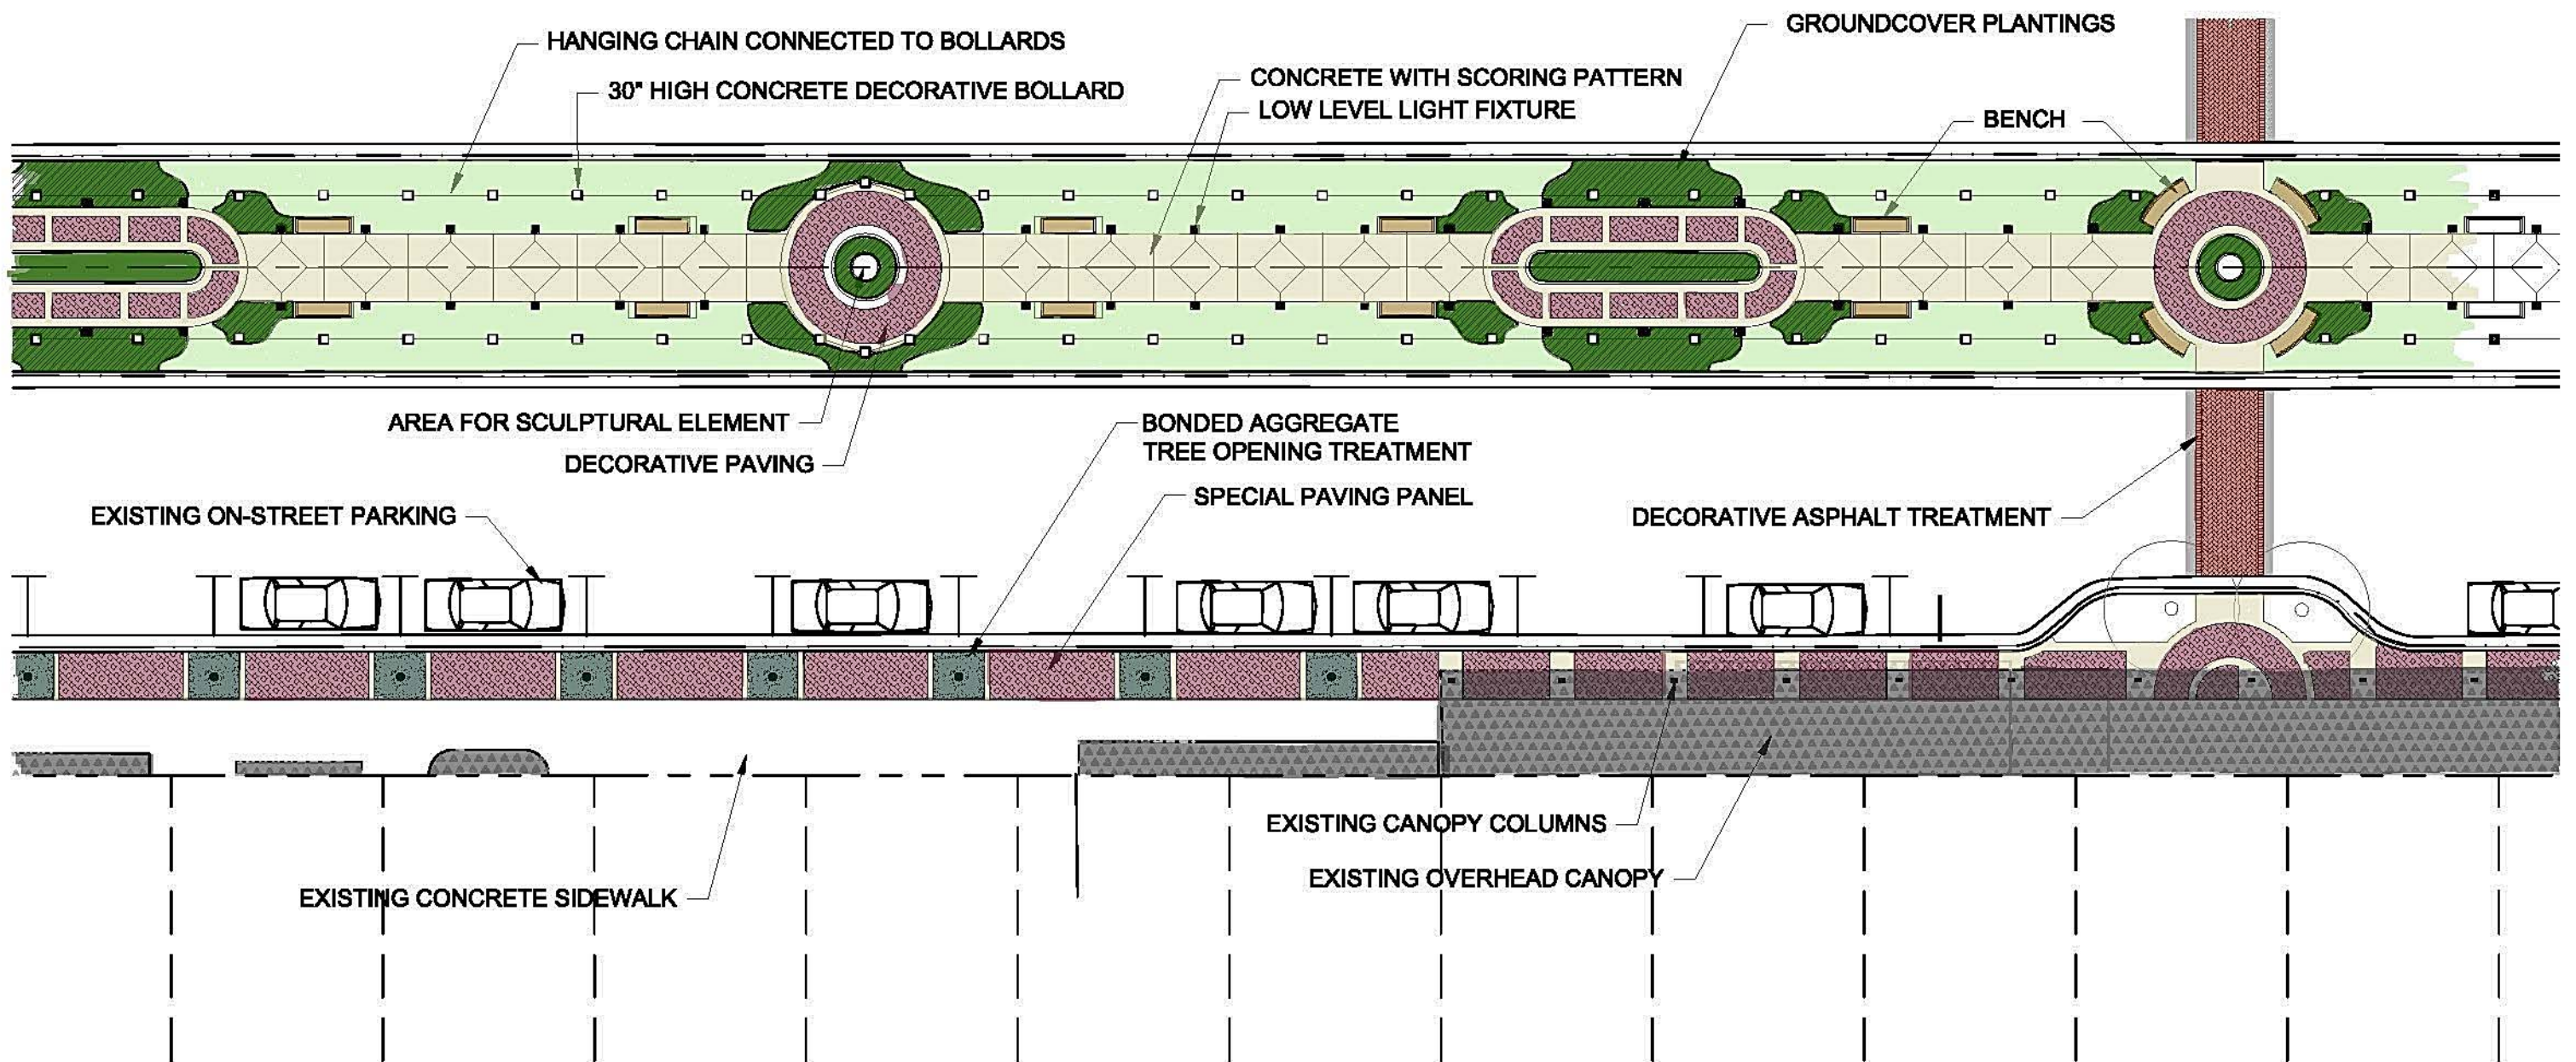 GROUNDCOVER PLANTINGS
HANGING CHAIN CONNECTED TO BOLLARDS
CONCRETE WITH SCORING PATTERN
30" HIGH CONCRETE DECORATIVE BOLLARD
LOW LEVEL LIGHT FIXTURE
BENCH
AREA FOR SCULPTURAL ELEMENT
BONDED AGGREGATE
TREE OPENING TREATMENT
DECORATIVE PAVING
SPECIAL PAVING PANEL
EXISTING ON-STREET PARKING
DECORATIVE ASPHALT TREATMENT
EXISTING CANOPY COLUMNS
EXISTING OVERHEAD CANOPY
EXISTING CONCRETE SIDEWALK